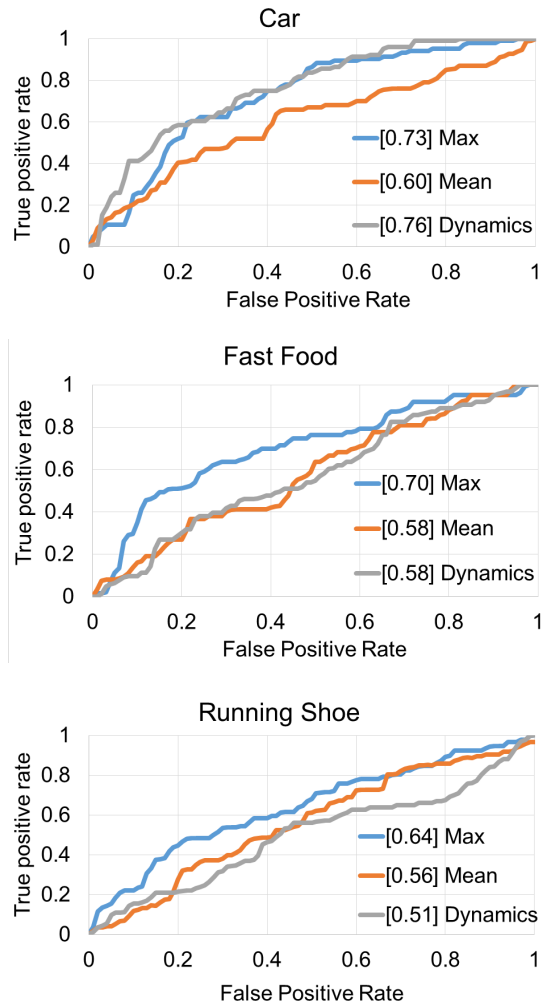 Car
True positive rate
1
0.8
0.6
0.4
0.2
0
[0.73] Max
[0.60] Mean
[0.76] Dynamics
0 0.2 0.4 0.6 0.8 1
False Positive Rate
Fast Food
True positive rate
1
0.8
0.6
0.4
0.2
0
[0.70] Max
[0.58] Mean
[0.58] Dynamics
0 0.2 0.4 0.6 0.8 1
False Positive Rate
Running Shoe
True positive rate
1
0.8
0.6
0.4
0.2
0
[0.64] Max
[0.56] Mean
[0.51] Dynamics
0 0.2 0.4 0.6 0.8 1
False Positive Rate